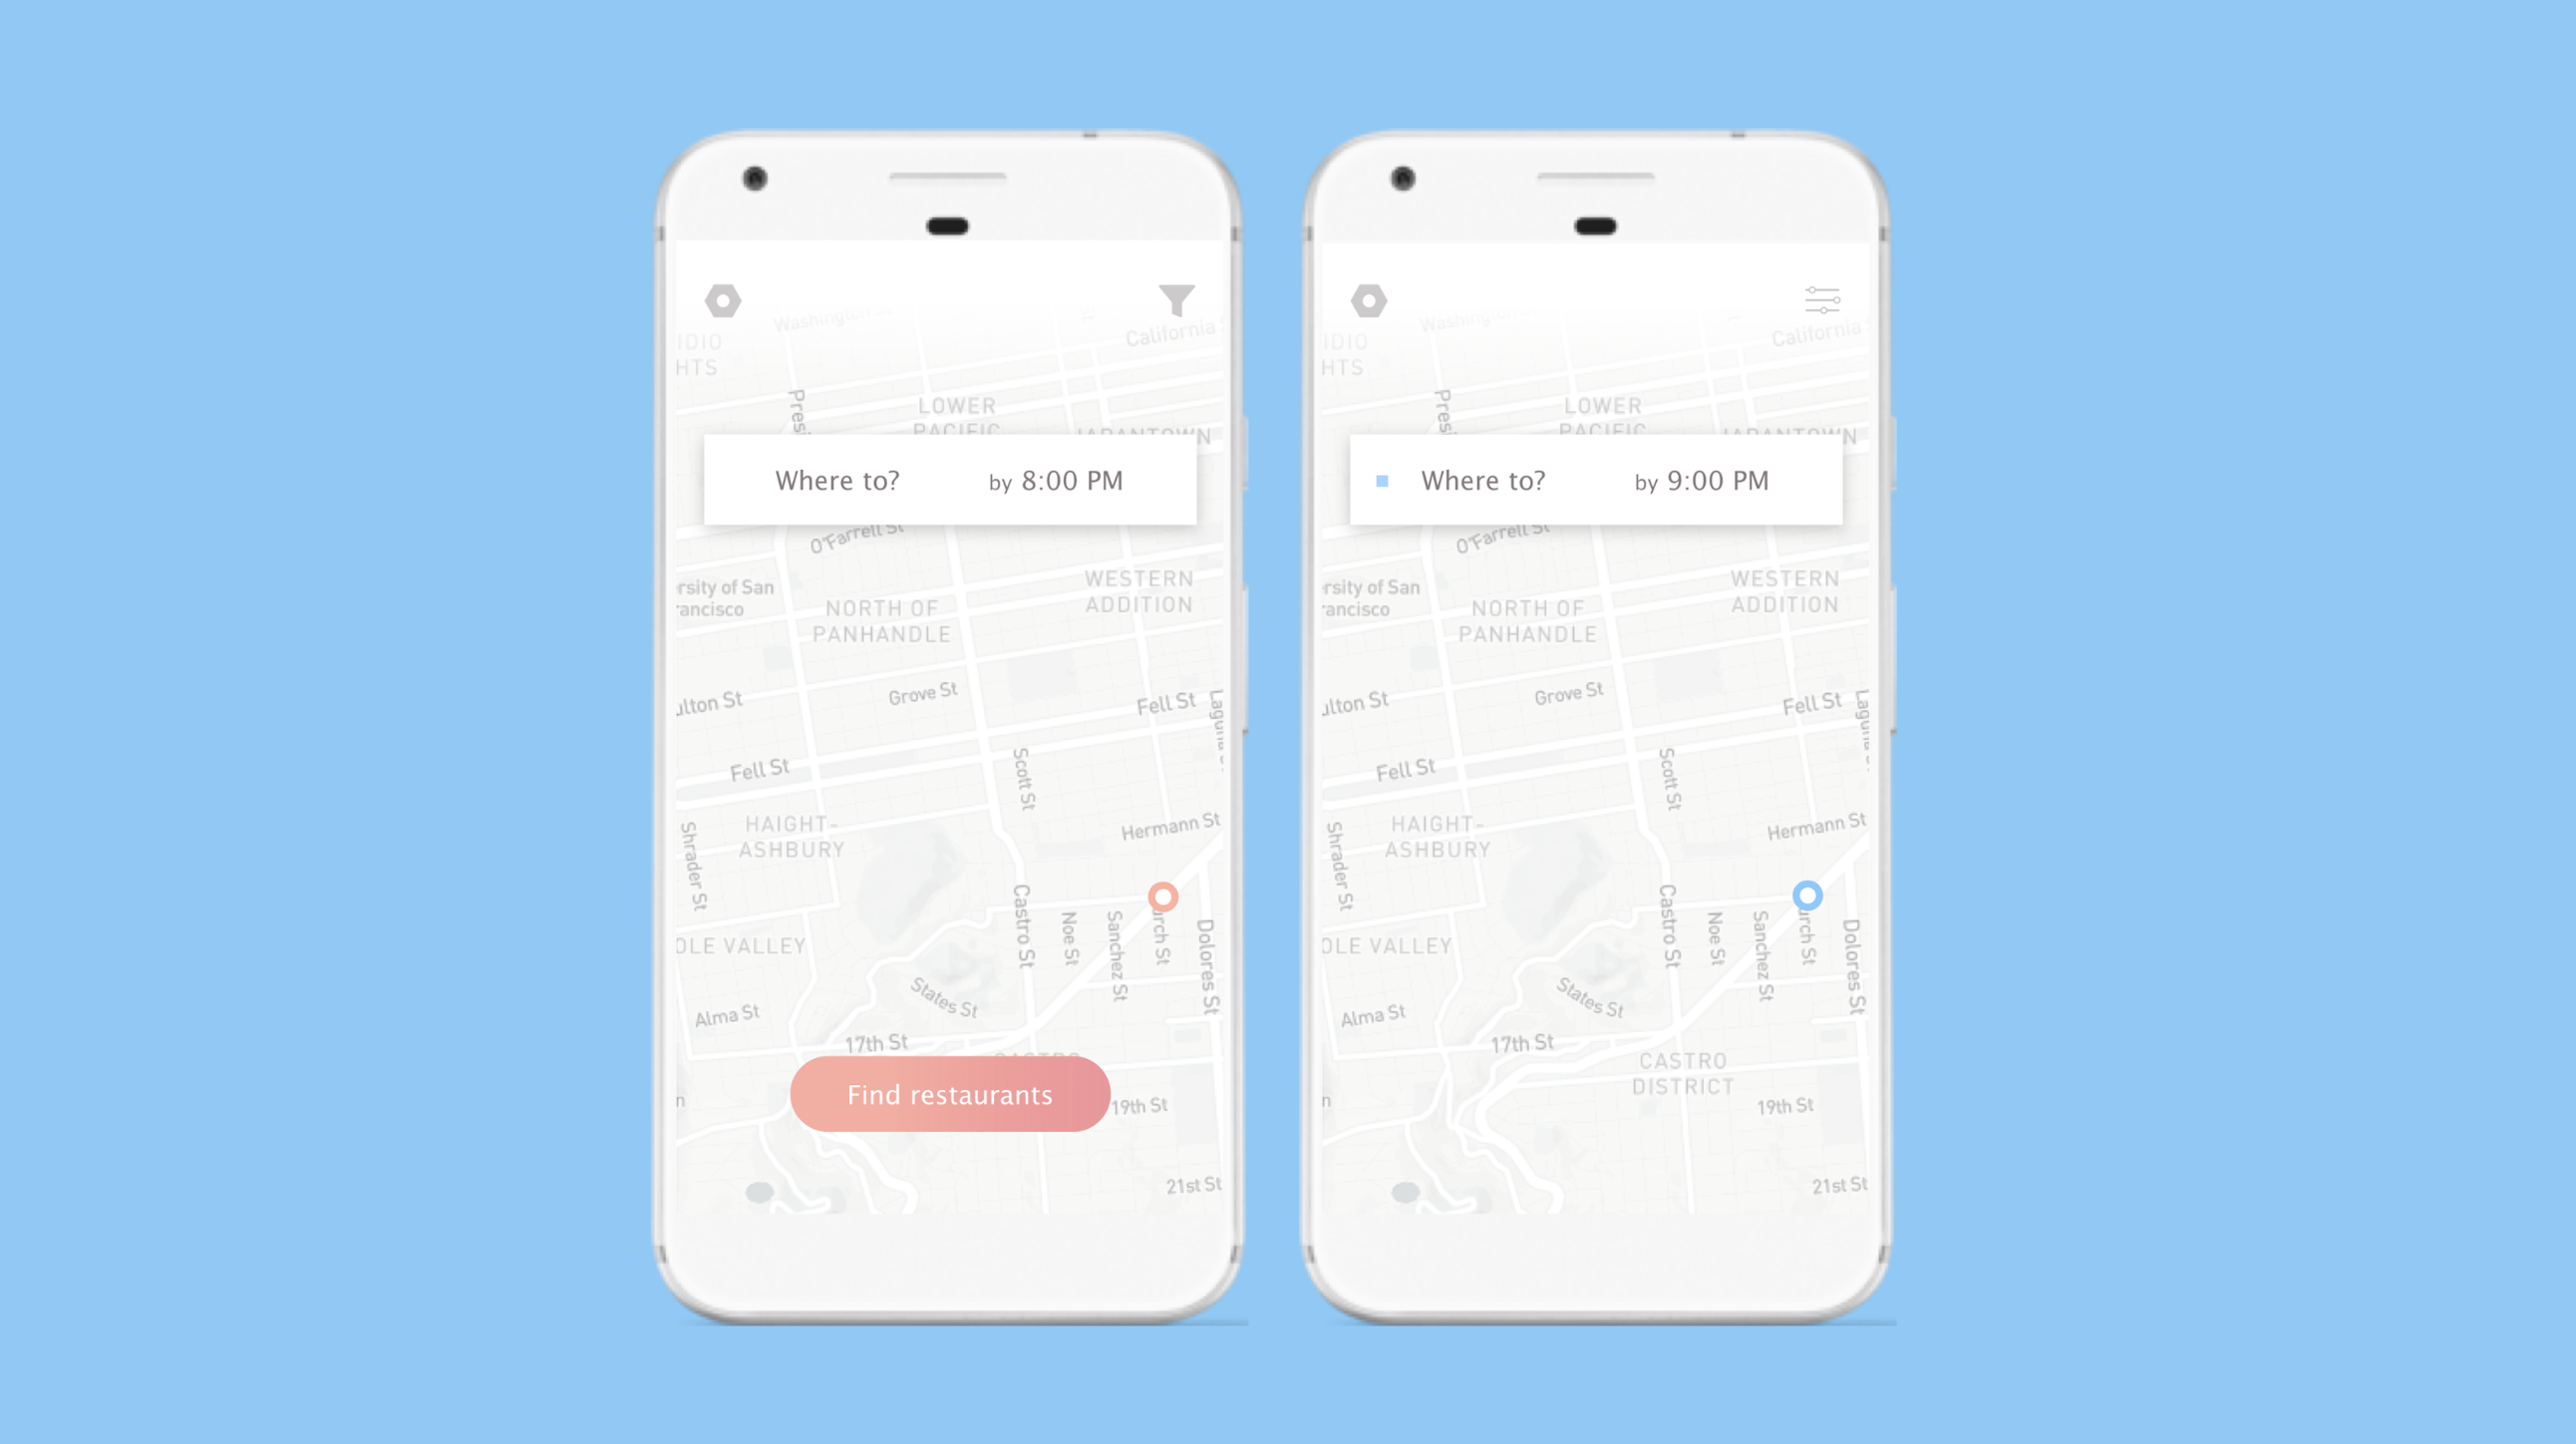 Washington
California
IDIO
HTS
Presi
LOWER
PACIFIC
JAPANTOWN
Where to? by 8:00 PM
O'Farrell St
WESTERN
ADDITION
rsity of San
rancisco
NORTH OF
PANHANDLE
ulton St
Grove St
Fell St
Laguna
Fell St
Scott St
HAIGHT-
ASHBURY
Hermann St
Shrader St
Castro St
Noe St
Sanchez St
urch St
Dolores St
OLE VALLEY
States St
Alma St
17th St
CASTRO
Find restaurants
n
19th St
21st St
Washington
California
IDIO
HTS
Presi
LOWER
PACIFIC
JAPANTOWN
Where to? by 9:00 PM
O'Farrell St
WESTERN
ADDITION
rsity of San
rancisco
NORTH OF
PANHANDLE
ulton St
Grove St
Fell St
Laguna
Fell St
Scott St
HAIGHT-
ASHBURY
Hermann St
Shrader St
Castro St
Noe St
Sanchez St
urch St
Dolores St
OLE VALLEY
States St
Alma St
17th St
CASTRO
DISTRICT
n
19th St
21st St